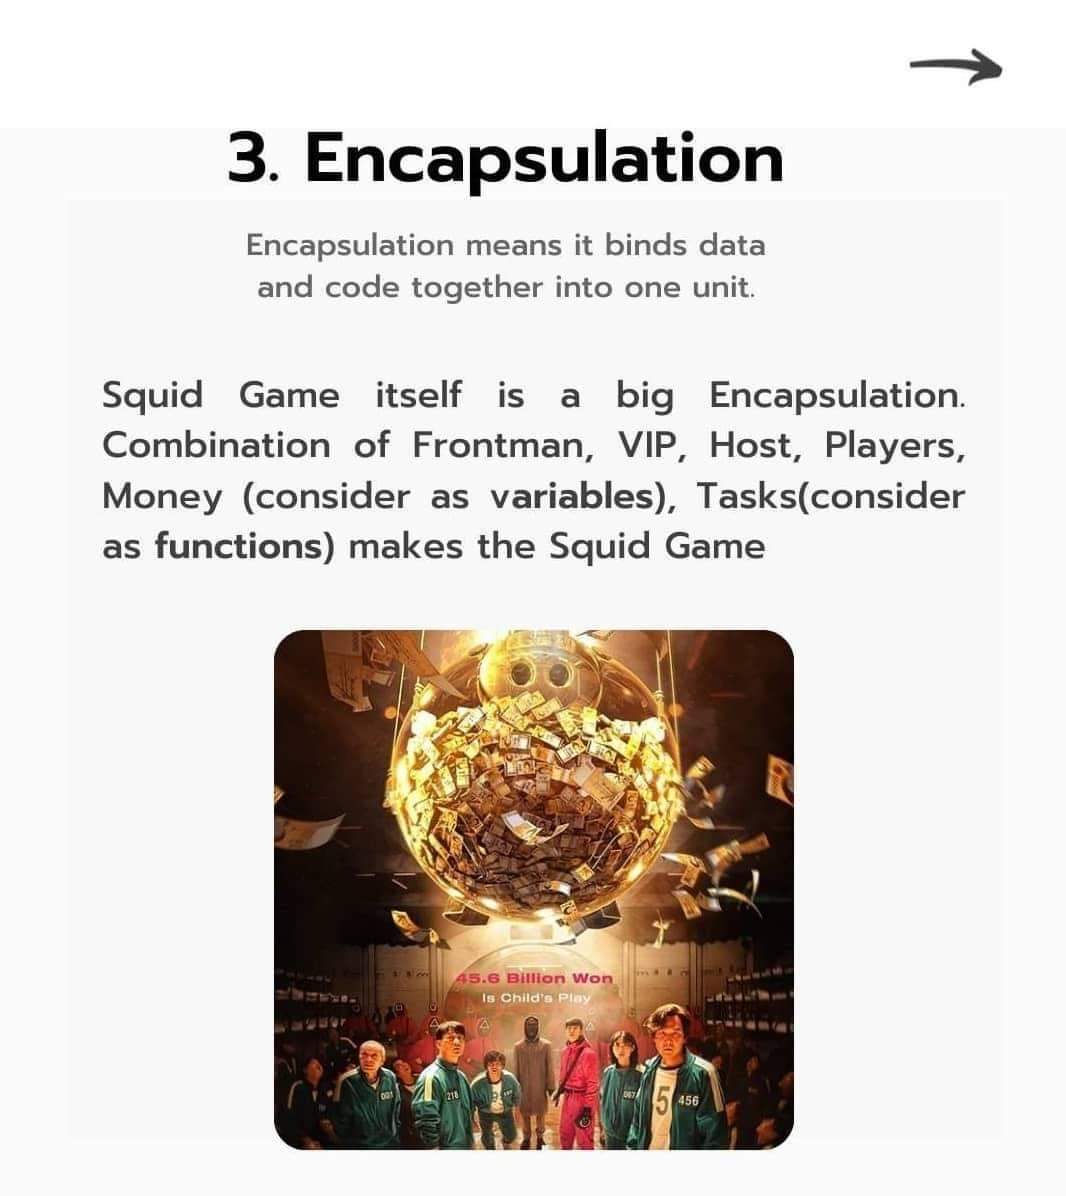 3. Encapsulation
Encapsulation means it binds data
and code together into one unit.
Squid Game itself is a big Encapsulation.
Combination of Frontman, VIP, Host, Players,
Money (consider as variables), Tasks(consider
as functions) makes the Squid Game
45.6 Billion Won
Is Child's Play
001
218
067
456